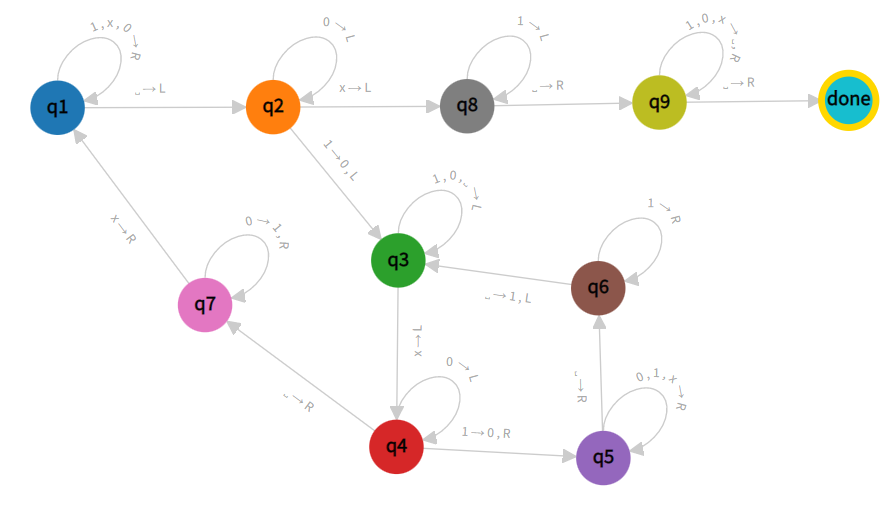 1,x,0→R
0→L
1→L
1,0,x→␣,R
q1
␣→L
q2
x→L
q8
␣→R
q9
␣→R
done
1→0,L
1,0,␣→L
x→R
0→1,R
q3
1→R
q7
␣→1,L
q6
x→L
␣→R
0→L
␣→R
0,1,x→R
q4
1→0,R
q5